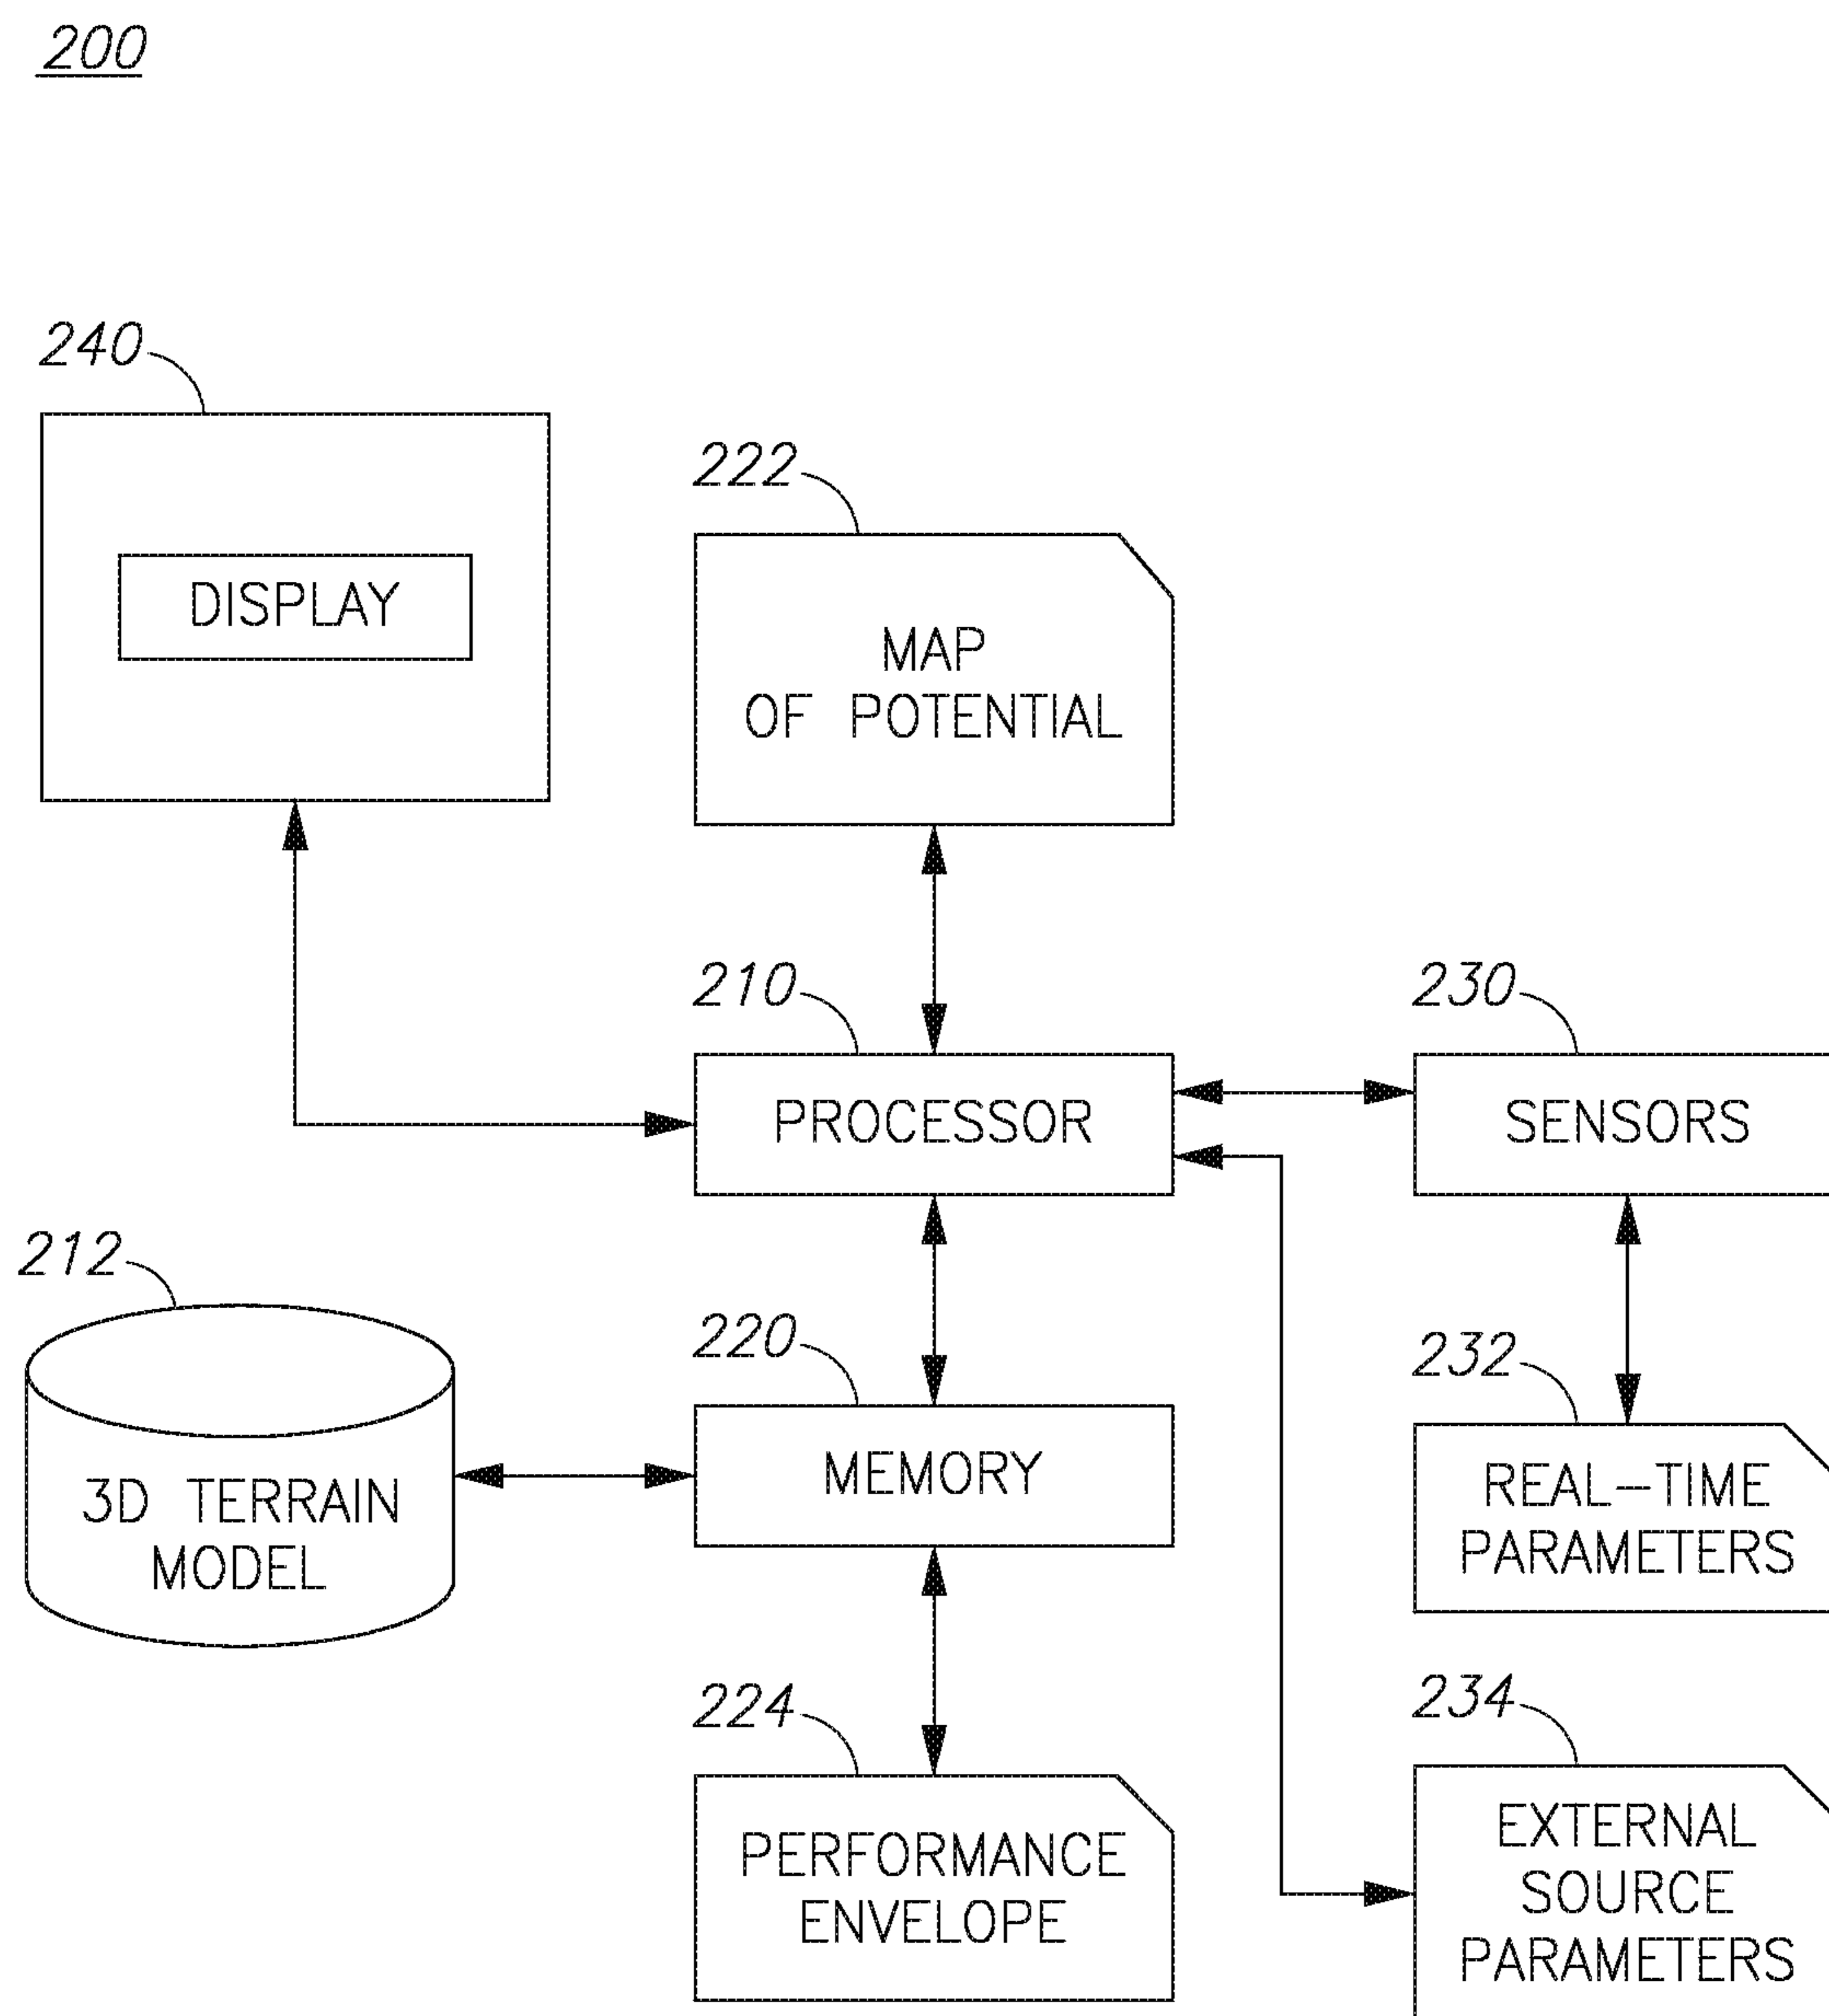 200
240
DISPLAY
222
MAP
OF POTENTIAL
210
PROCESSOR
230
SENSORS
212
3D TERRAIN
MODEL
220
MEMORY
232
REAL-TIME
PARAMETERS
224
PERFORMANCE
ENVELOPE
234
EXTERNAL
SOURCE
PARAMETERS